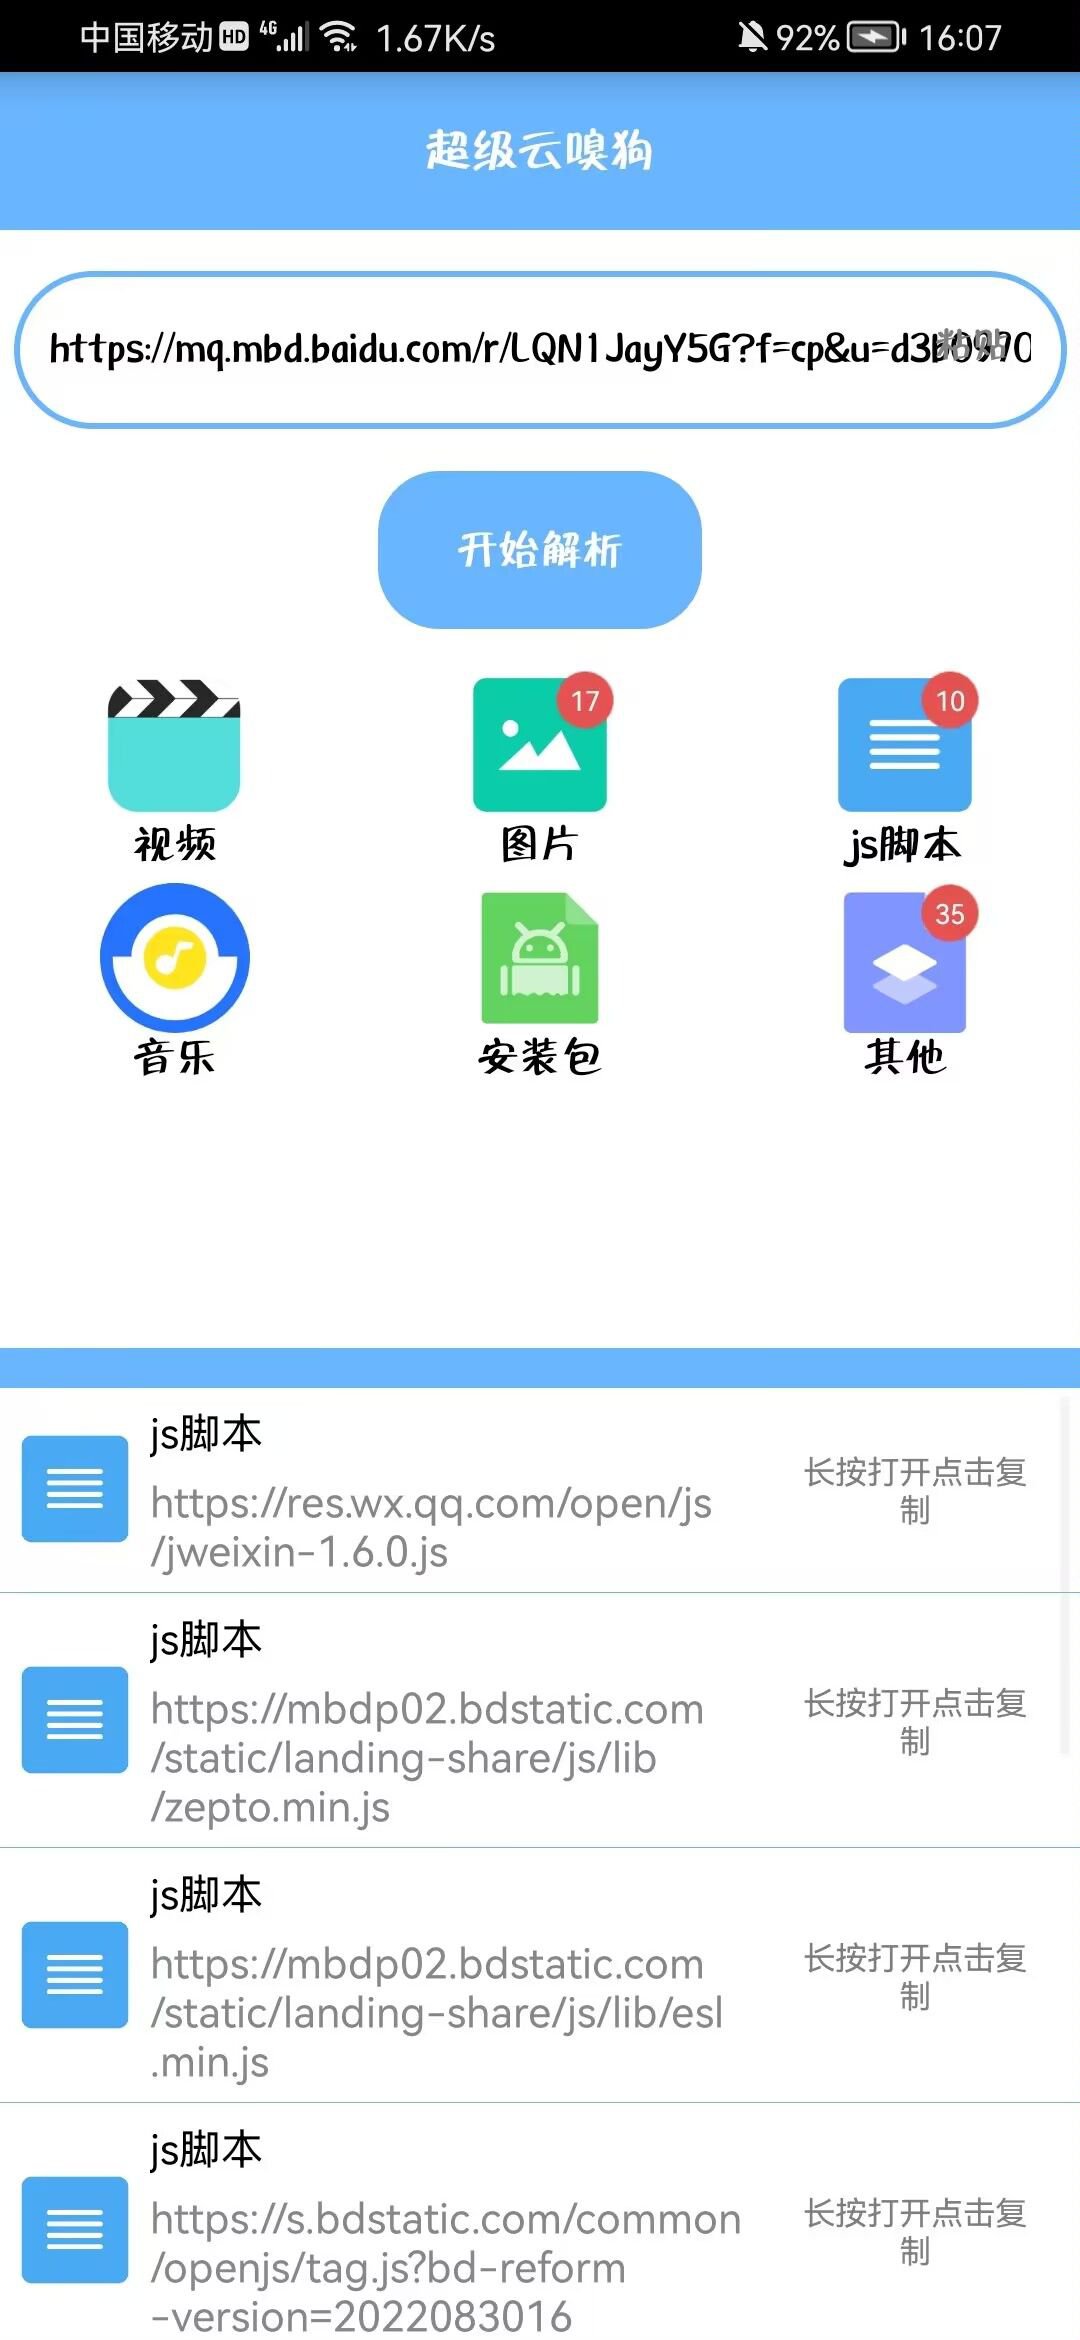 中国移动 HD 4G 1.67K/s 92% 16:07
超级云嗅狗
https://mq.mbd.baidu.com/r/LQN1JayY5G?f=cp&u=d3b0970
粘贴
开始解析
17
10
视频
图片
js脚本
35
音乐
安装包
其他
js脚本
https://res.wx.qq.com/open/js
/jweixin-1.6.0.js
长按打开点击复
制
js脚本
https://mbdp02.bdstatic.com
/static/landing-share/js/lib
/zepto.min.js
长按打开点击复
制
js脚本
https://mbdp02.bdstatic.com
/static/landing-share/js/lib/esl
.min.js
长按打开点击复
制
js脚本
https://s.bdstatic.com/common
/openjs/tag.js?bd-reform
-version=2022083016
长按打开点击复
制